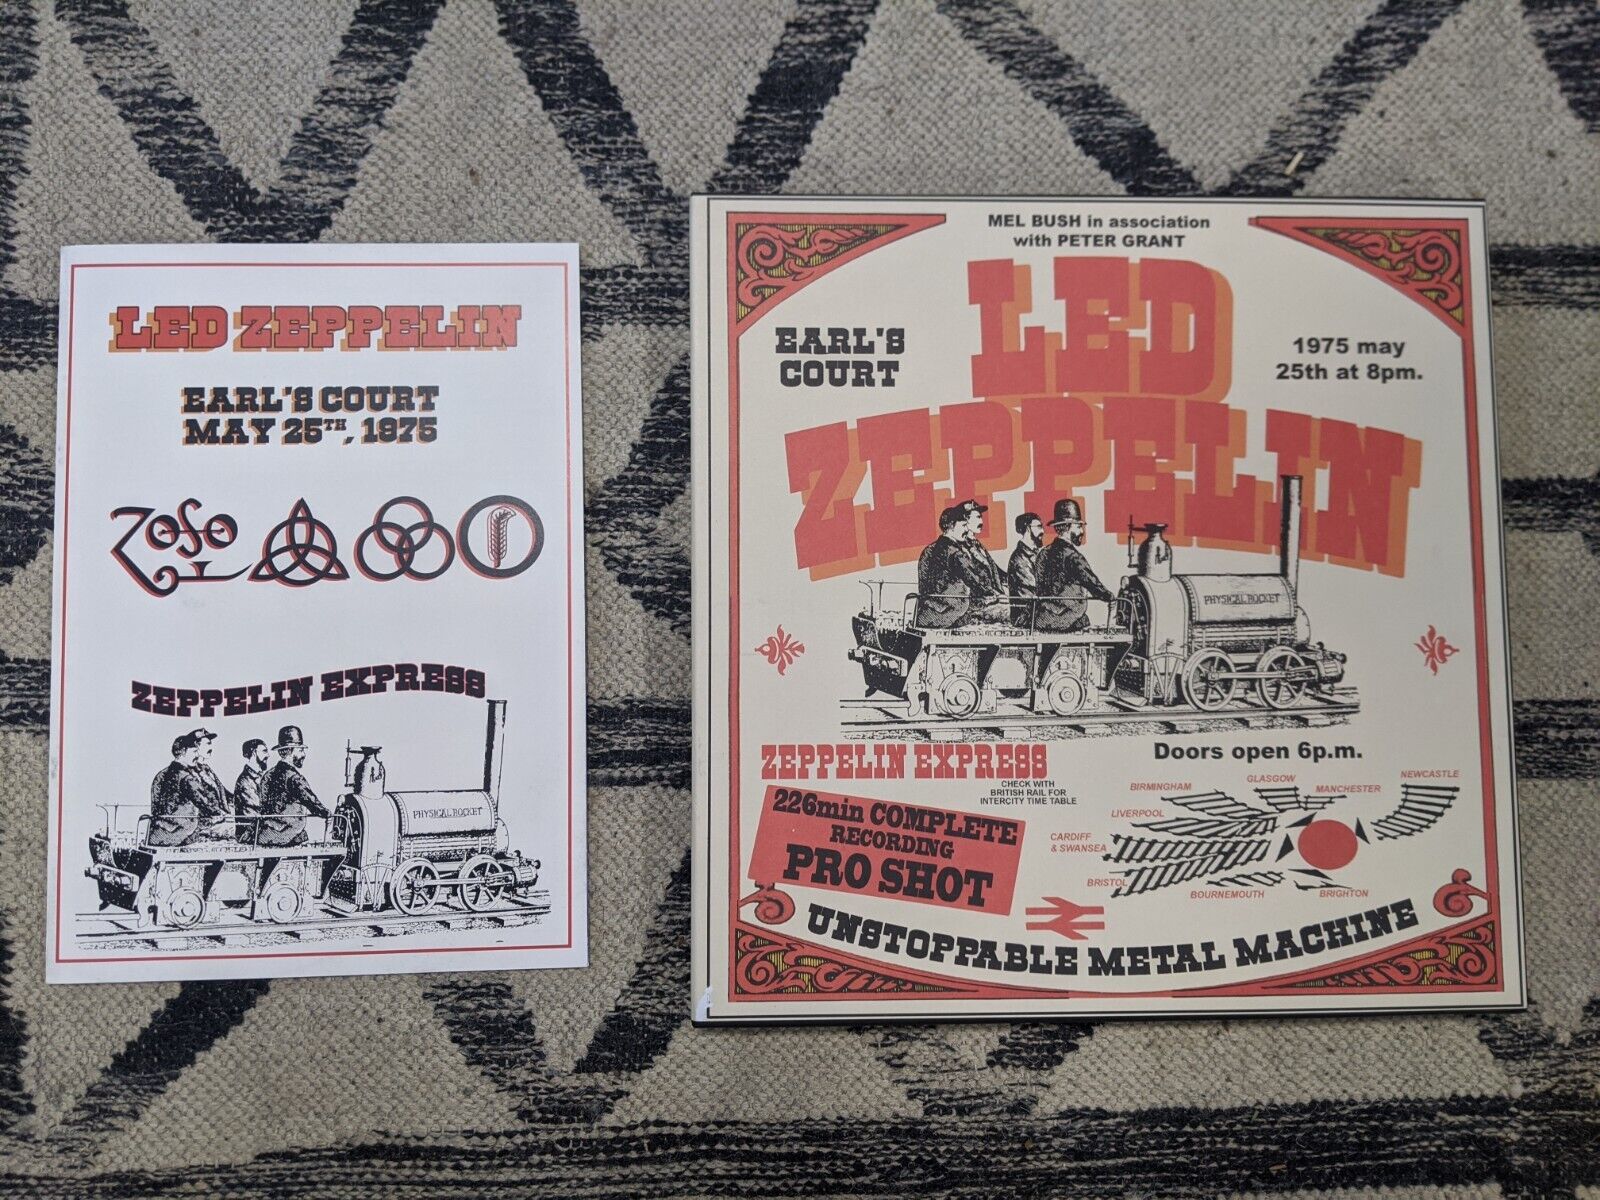 LED ZEPPELIN
EARL'S COURT
MAY 25TH, 1975
ZOSO
ZEPPELIN EXPRESS
PHYSICAL ROCKET
MEL BUSH in association
with PETER GRANT
LED
ZEPPELIN
EARL'S
COURT
1975 may
25th at 8pm.
PHYSICAL ROCKET
ZEPPELIN EXPRESS
CHECK WITH
BRITISH RAIL FOR
INTERCITY TIME TABLE
Doors open 6p.m.
226min COMPLETE
RECORDING
PRO SHOT
BIRMINGHAM
GLASGOW
NEWCASTLE
MANCHESTER
LIVERPOOL
CARDIFF
& SWANSEA
BRISTOL
BOURNEMOUTH
BRIGHTON
UNSTOPPABLE METAL MACHINE